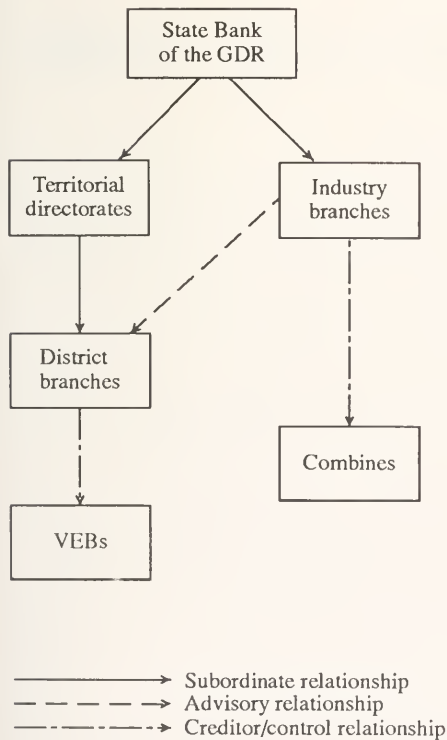 State Bank
of the GDR
Territorial
directorates
Industry
branches
District
branches
Combines
VEBs
Subordinate relationship
Advisory relationship
Creditor/control relationship